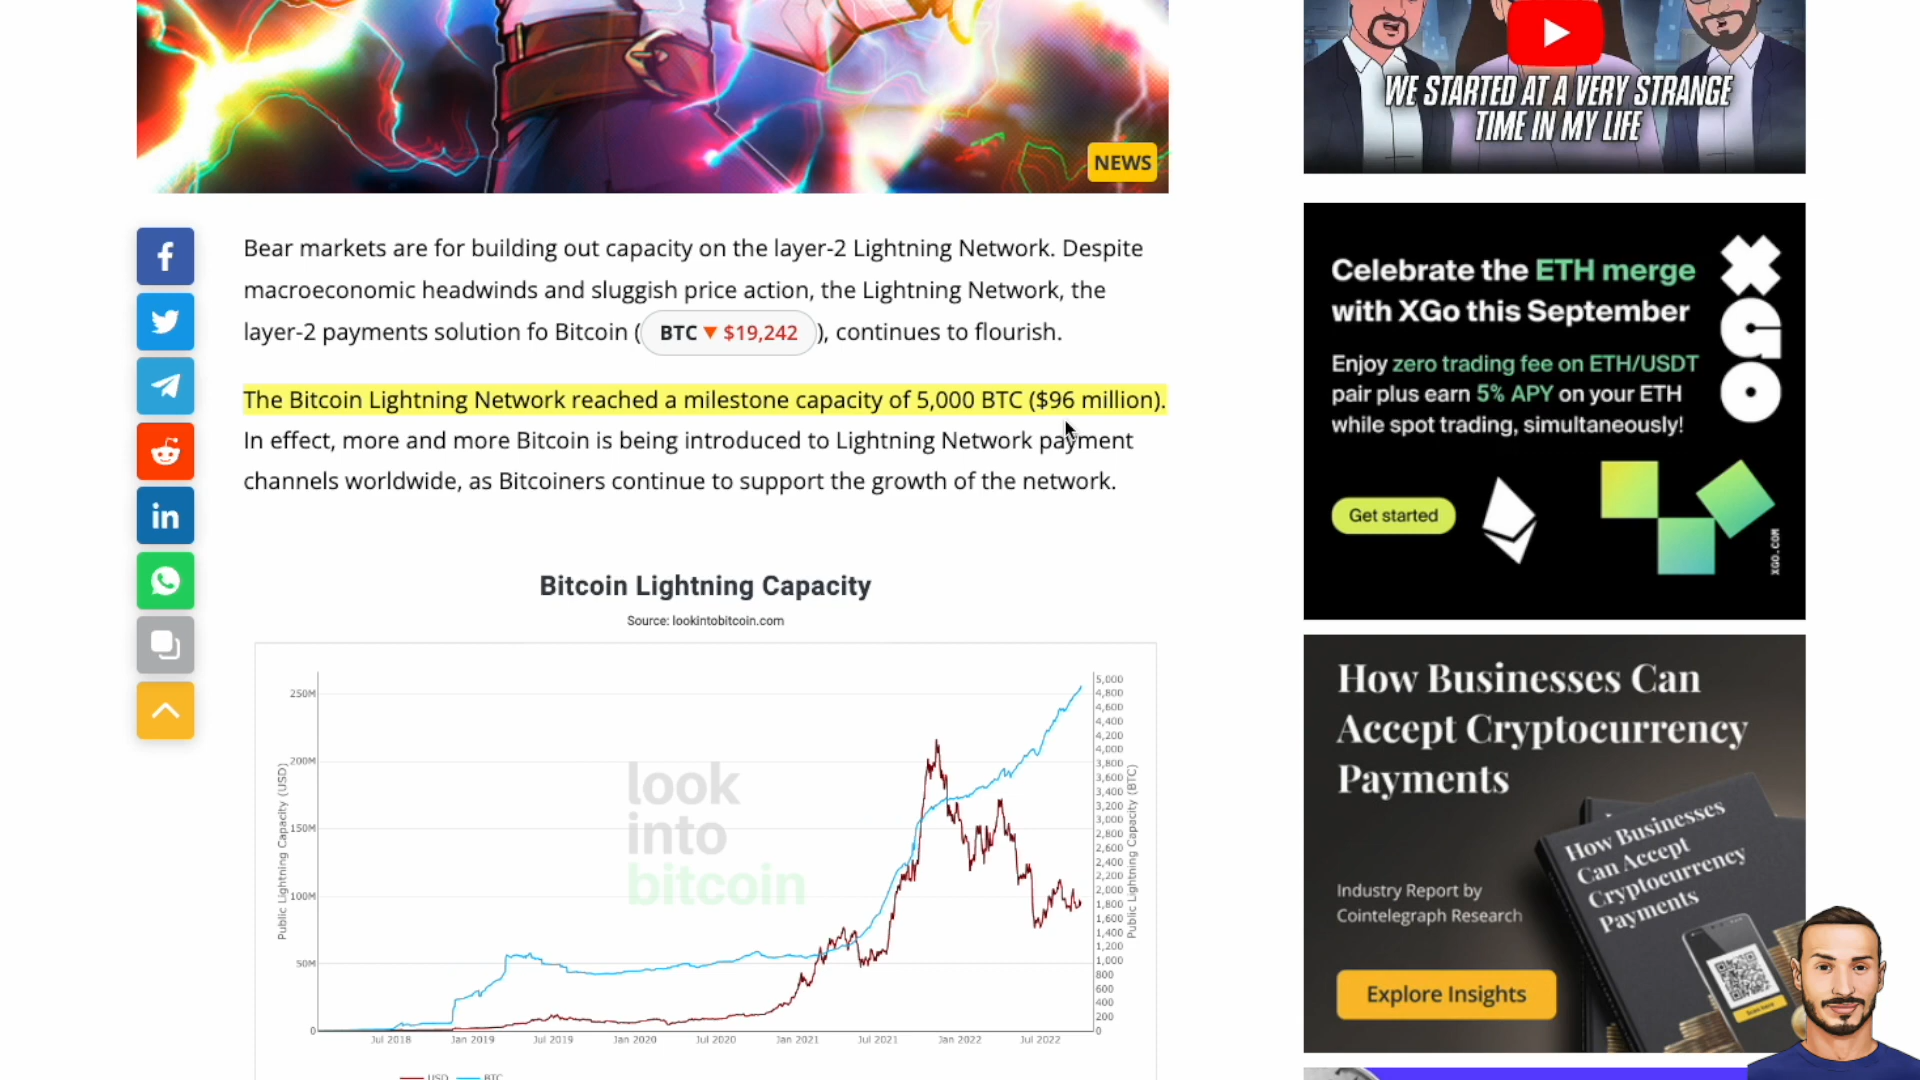 WE STARTED AT A VERY STRANGE
TIME IN MY LIFE
NEWS
Bear markets are for building out capacity on the layer-2 Lightning Network. Despite
macroeconomic headwinds and sluggish price action, the Lightning Network, the
layer-2 payments solution fo Bitcoin ( BTC ▼ $19,242 ), continues to flourish.
The Bitcoin Lightning Network reached a milestone capacity of 5,000 BTC ($96 million).
In effect, more and more Bitcoin is being introduced to Lightning Network payment
channels worldwide, as Bitcoiners continue to support the growth of the network.
Bitcoin Lightning Capacity
Source: lookintobitcoin.com
250M
200M
150M
100M
50M
0
Public Lightning Capacity (USD)
look
into
bitcoin
5,000
4,800
4,600
4,400
4,200
4,000
3,800
3,600
3,400
3,200
3,000
2,800
2,600
2,400
2,200
2,000
1,800
1,600
1,400
1,200
1,000
800
600
400
200
0
Public Lightning Capacity (BTC)
Jul 2018 Jan 2019 Jul 2019 Jan 2020 Jul 2020 Jan 2021 Jul 2021 Jan 2022 Jul 2022
USD BTC
Celebrate the ETH merge
with XGo this September
XGO
Enjoy zero trading fee on ETH/USDT
pair plus earn 5% APY on your ETH
while spot trading, simultaneously!
Get started
XGO.COM
How Businesses Can
Accept Cryptocurrency
Payments
How Businesses
Can Accept
Cryptocurrency
Payments
Industry Report by
Cointelegraph Research
Explore Insights